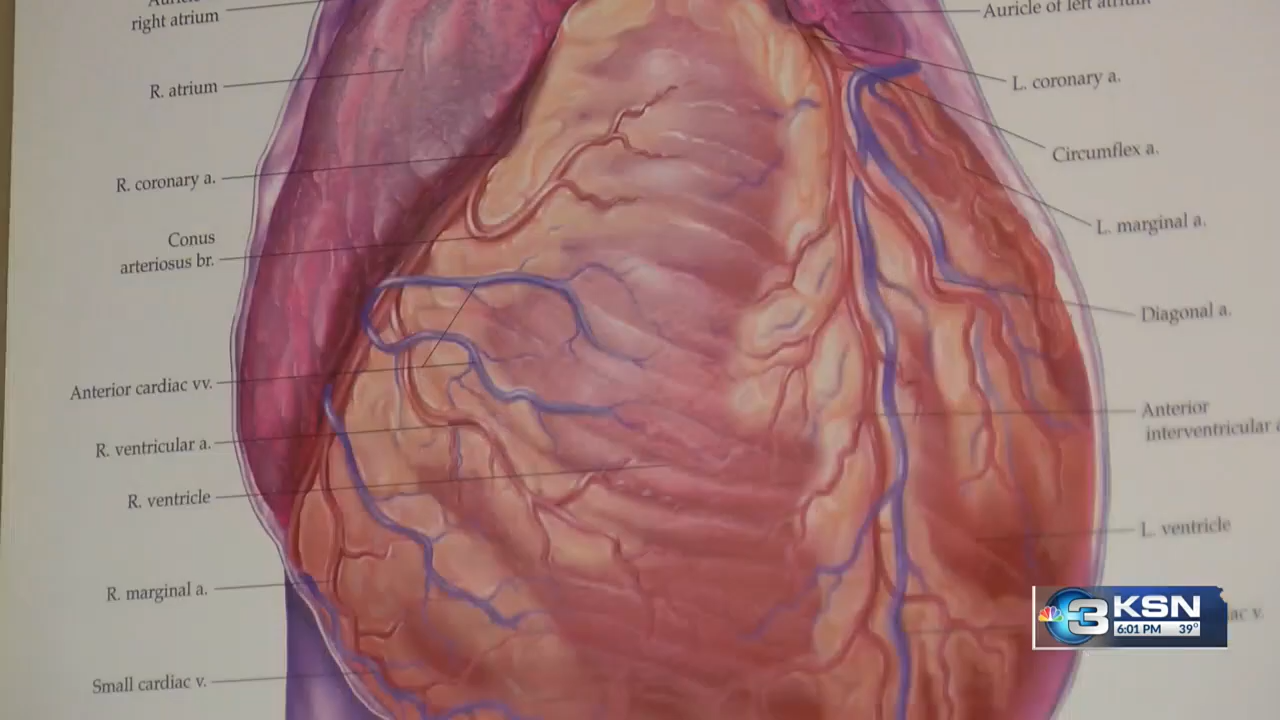 right atrium
R. atrium
R. coronary a.
Conus
arteriosus br.
Anterior cardiac vv.
R. ventricular a.
R. ventricle
R. marginal a.
Small cardiac v.
Auricle of left atrium
L. coronary a.
Circumflex a.
L. marginal a.
Diagonal a.
Anterior
interventricular
L. ventricle
v.
3 KSN
6:01 PM 39°